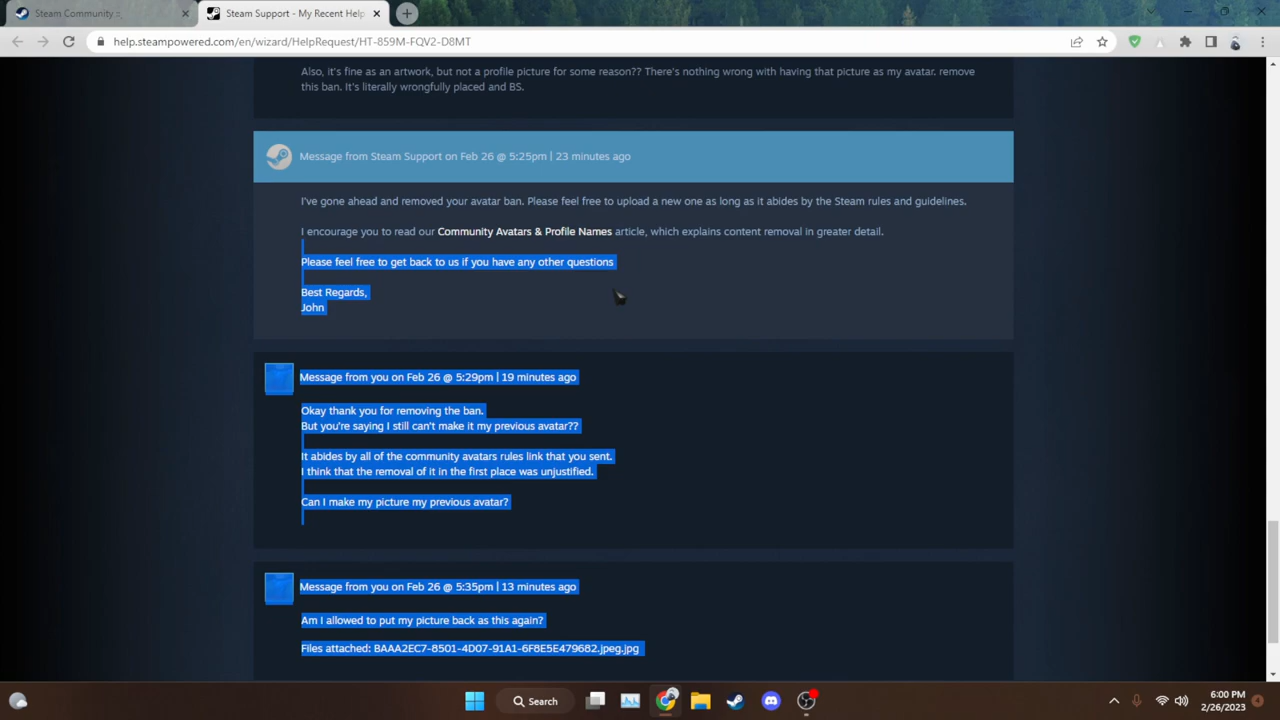 Steam Community ::
Steam Support - My Recent Help
help.steampowered.com/en/wizard/HelpRequest/HT-859M-FQV2-D8MT
Also, it's fine as an artwork, but not a profile picture for some reason?? There's nothing wrong with having that picture as my avatar. remove
this ban. It's literally wrongfully placed and BS.
Message from Steam Support on Feb 26 @ 5:25pm | 23 minutes ago
I've gone ahead and removed your avatar ban. Please feel free to upload a new one as long as it abides by the Steam rules and guidelines.
I encourage you to read our Community Avatars & Profile Names article, which explains content removal in greater detail.
Please feel free to get back to us if you have any other questions
Best Regards,
John
Message from you on Feb 26 @ 5:29pm | 19 minutes ago
Okay thank you for removing the ban.
But you're saying I still can't make it my previous avatar??
It abides by all of the community avatars rules link that you sent.
I think that the removal of it in the first place was unjustified.
Can I make my picture my previous avatar?
Message from you on Feb 26 @ 5:35pm | 13 minutes ago
Am I allowed to put my picture back as this again?
Files attached: BAAA2EC7-8501-4D07-91A1-6F8E5E479682.jpeg.jpg
Search
6:00 PM
2/26/2023